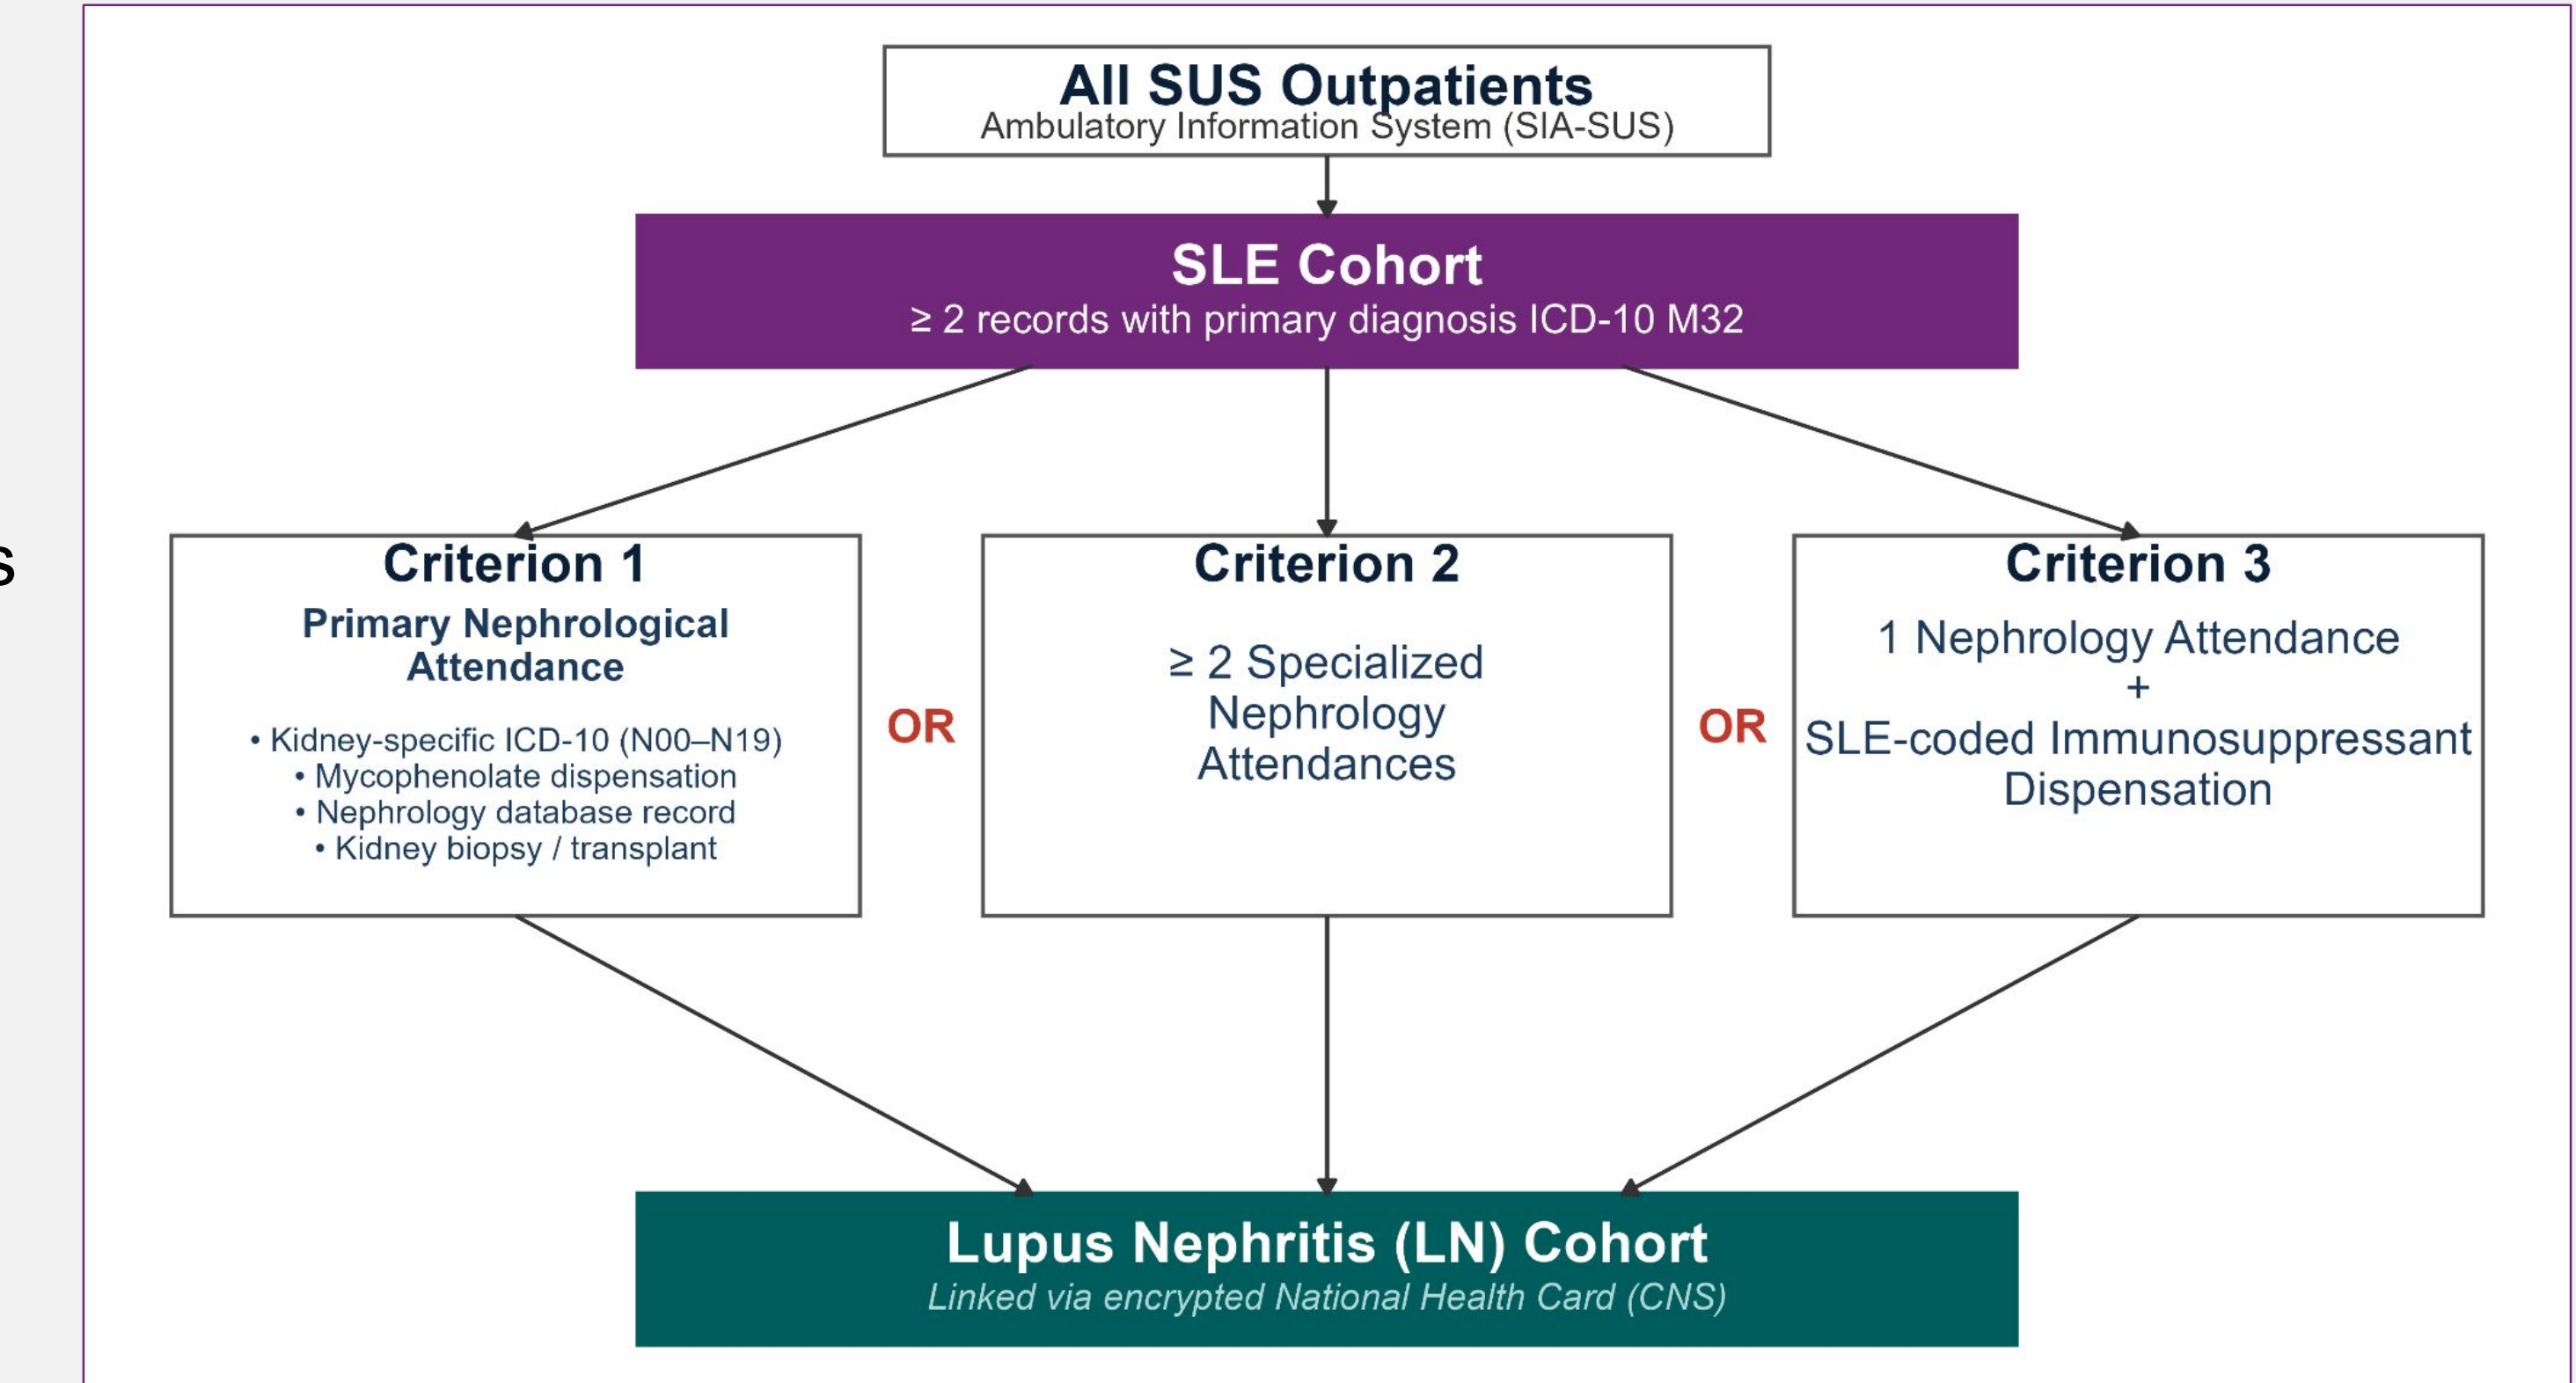 All SUS Outpatients
Ambulatory Information System (SIA-SUS)
SLE Cohort
≥ 2 records with primary diagnosis ICD-10 M32
s
Criterion 1
Primary Nephrological
Attendance
• Kidney-specific ICD-10 (N00–N19)
• Mycophenolate dispensation
• Nephrology database record
• Kidney biopsy / transplant
OR
Criterion 2
≥ 2 Specialized
Nephrology
Attendances
OR
Criterion 3
1 Nephrology Attendance
+
SLE-coded Immunosuppressant
Dispensation
Lupus Nephritis (LN) Cohort
Linked via encrypted National Health Card (CNS)